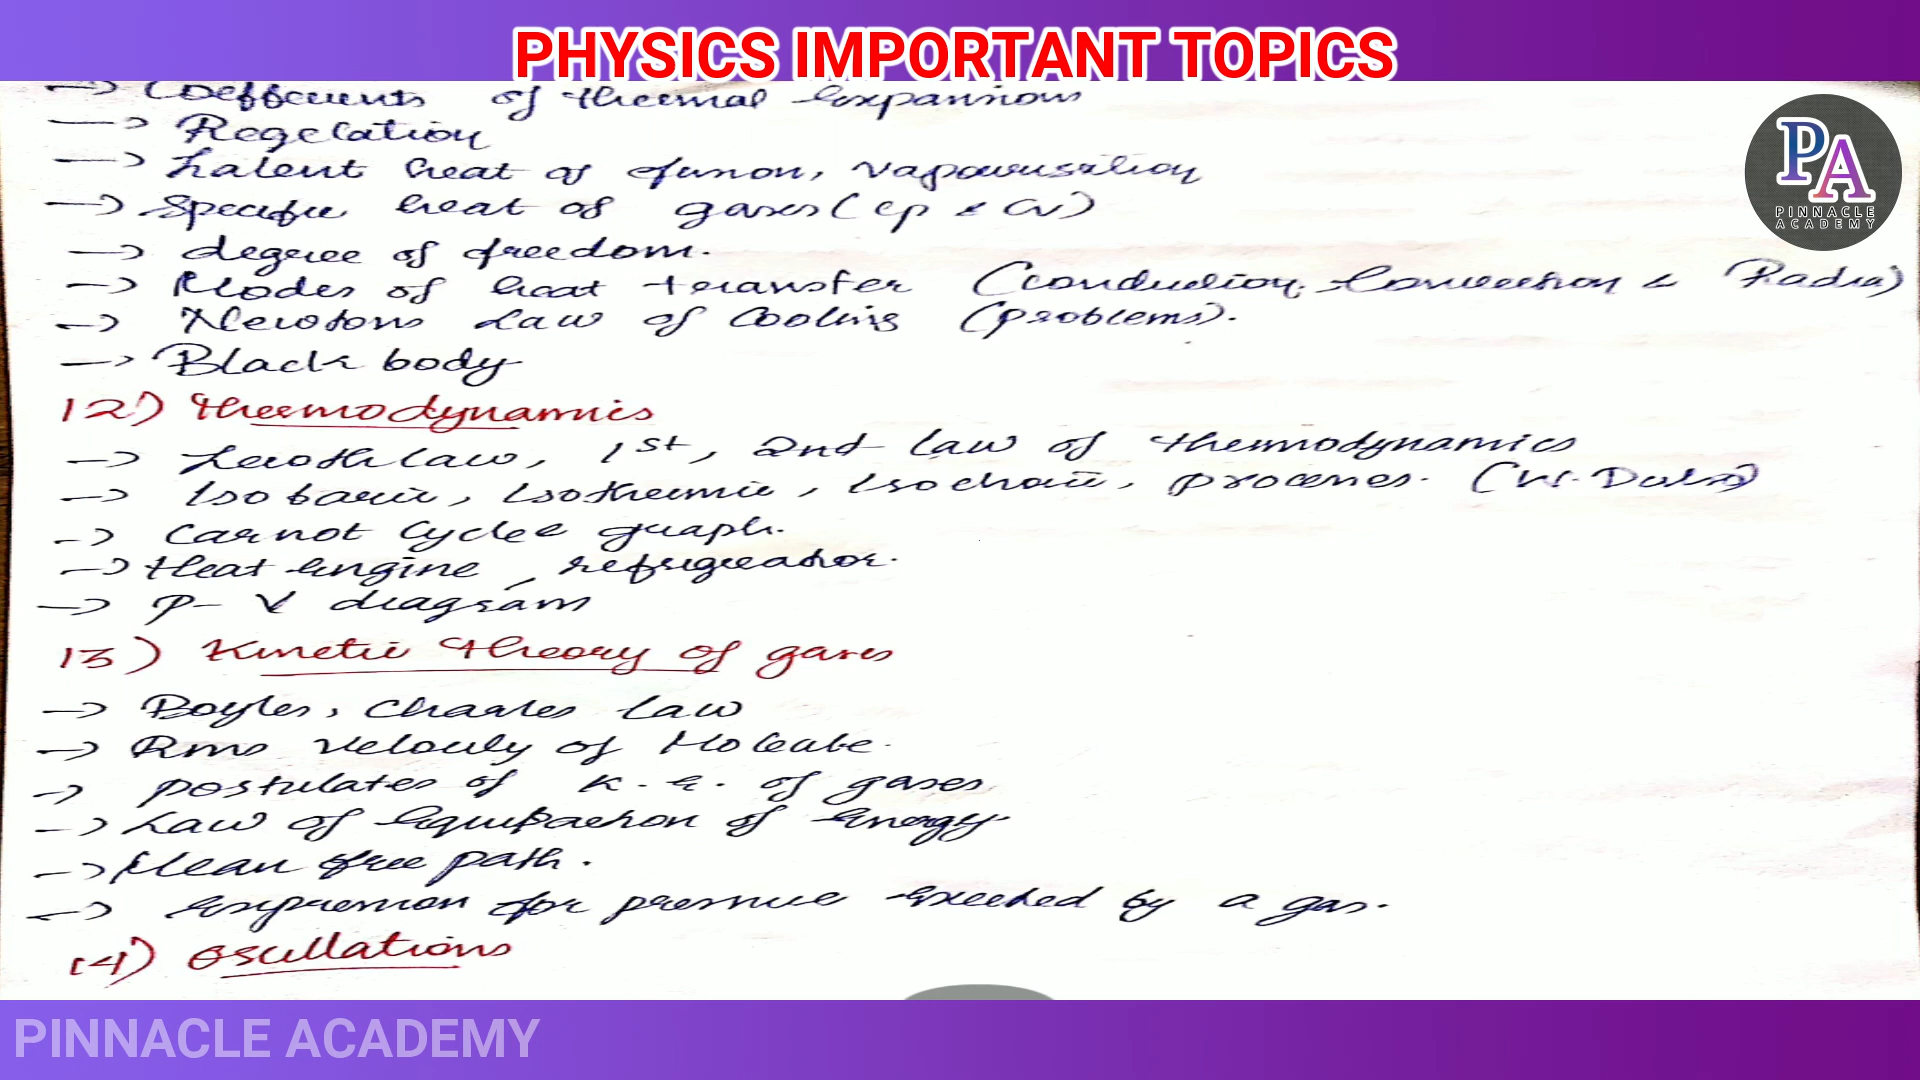 PHYSICS IMPORTANT TOPICS
→ Coefficients of thermal Expansions
→ Regelation
→ Latent heat of fusion, vapourisation
→ Specific heat of gases (Cp & Cv)
→ degree of freedom.
→ Modes of heat transfer (Conduction, Convection & Radia)
→ Newtons Law of Cooling (problems).
→ Black body
12) Thermodynamics
→ Zeroth law, 1st, 2nd law of thermodynamics
→ Isobaric, Isothermic, Isochoric, processes.
→ Carnot Cycle graph.
→ Heat Engine, refrigerator.
→ P-V diagram
13) Kinetic theory of gases
→ Boyles, Charles Law
→ Rms velocity of Molecule.
→ postulates of K.E. of gases
→ Law of Equipartion of Energy.
→ Mean free path.
→ Expression for pressure Exerted by a gas.
14) Oscillations
PA
PINNACLE
ACADEMY
PINNACLE ACADEMY